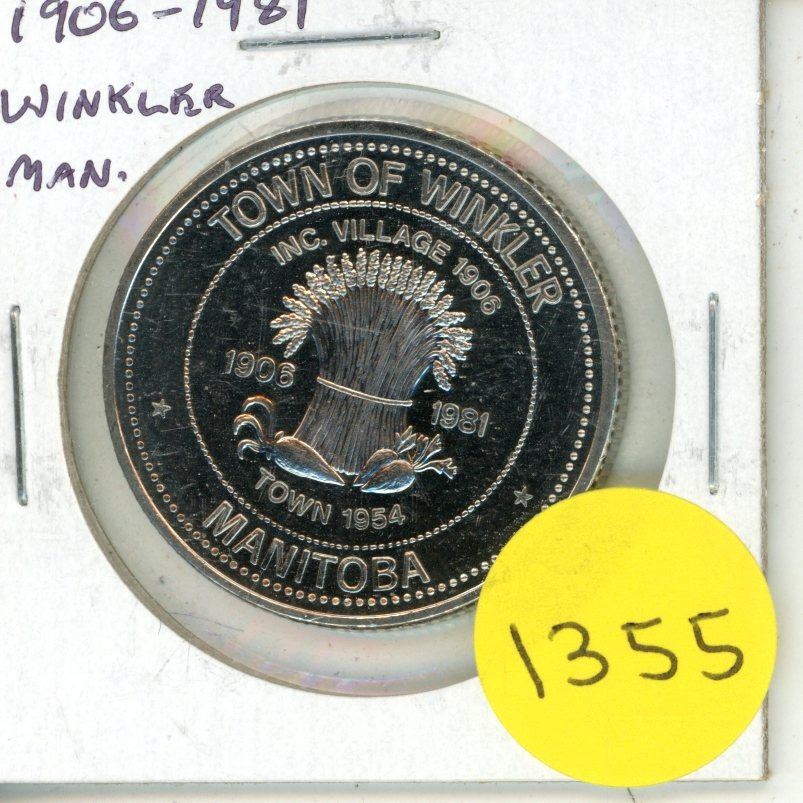 1906-1981
WINKLER
MAN.
TOWN OF WINKLER
INC. VILLAGE 1906
1906
1981
TOWN 1954
MANITOBA
1355